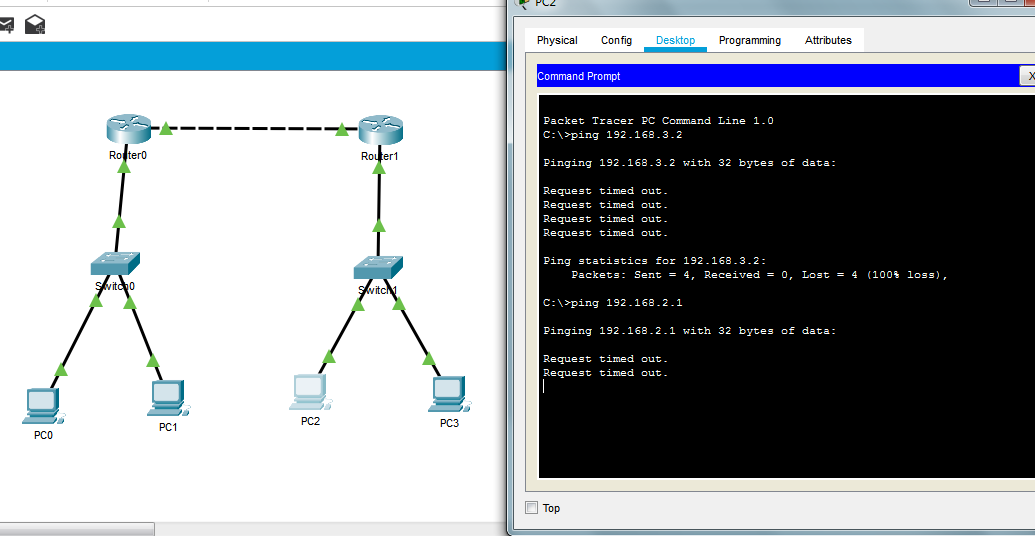 PC2
Physical Config Desktop Programming Attributes
Command Prompt
X
Packet Tracer PC Command Line 1.0
C:\>ping 192.168.3.2
Pinging 192.168.3.2 with 32 bytes of data:
Request timed out.
Request timed out.
Request timed out.
Request timed out.
Ping statistics for 192.168.3.2:
Packets: Sent = 4, Received = 0, Lost = 4 (100% loss),
C:\>ping 192.168.2.1
Pinging 192.168.2.1 with 32 bytes of data:
Request timed out.
Request timed out.
Top
Router0
Router1
Switch0
Switch1
PC0
PC1
PC2
PC3